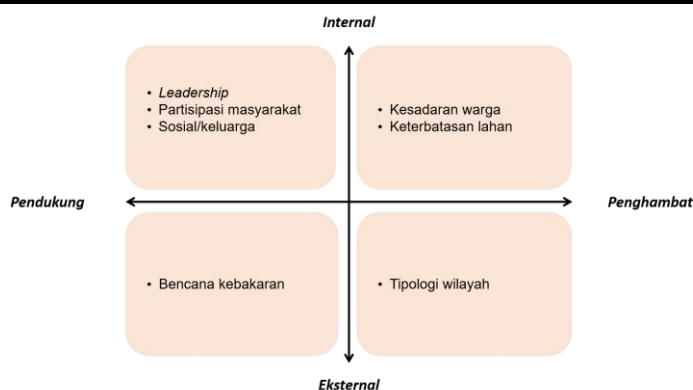 Internal
• Leadership
• Partisipasi masyarakat
• Sosial/keluarga
• Kesadaran warga
• Keterbatasan lahan
Pendukung
Penghambat
• Bencana kebakaran
• Tipologi wilayah
Eksternal